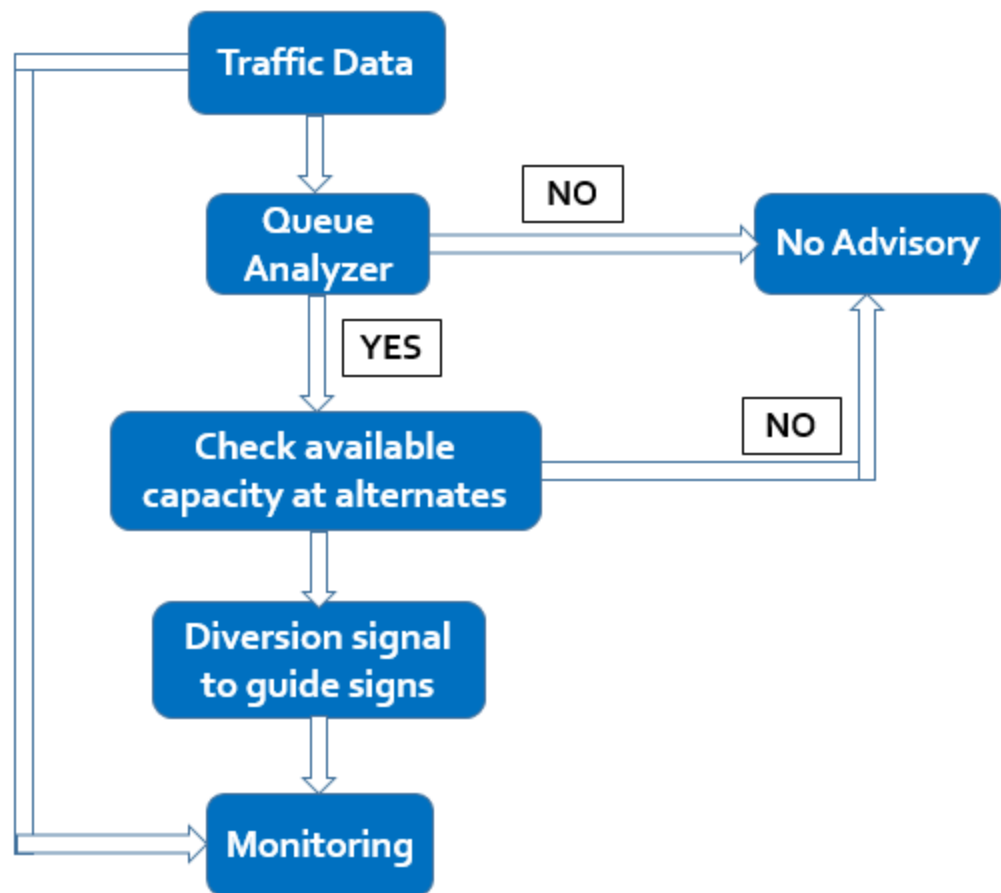 Traffic Data
Queue
Analyzer
NO
No Advisory
YES
Check available
capacity at alternates
NO
Diversion signal
to guide signs
Monitoring